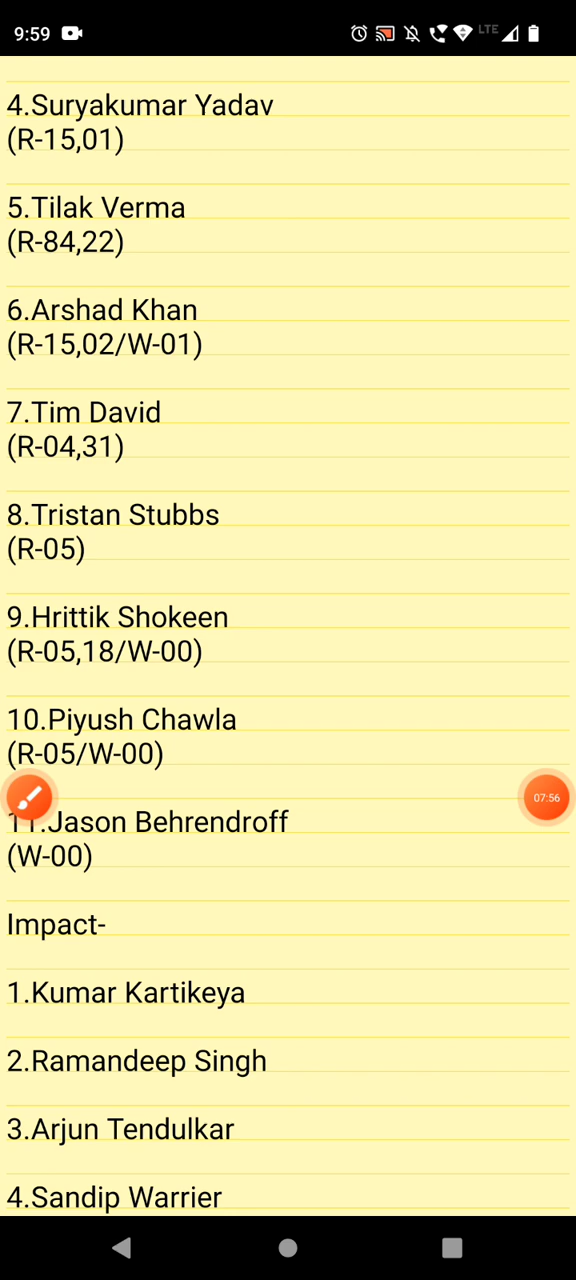 9:59
LTE
4.Suryakumar Yadav
(R-15,01)
5.Tilak Verma
(R-84,22)
6.Arshad Khan
(R-15,02/W-01)
7.Tim David
(R-04,31)
8.Tristan Stubbs
(R-05)
9.Hrittik Shokeen
(R-05,18/W-00)
10.Piyush Chawla
(R-05/W-00)
07:56
11.Jason Behrendroff
(W-00)
Impact-
1.Kumar Kartikeya
2.Ramandeep Singh
3.Arjun Tendulkar
4.Sandip Warrier